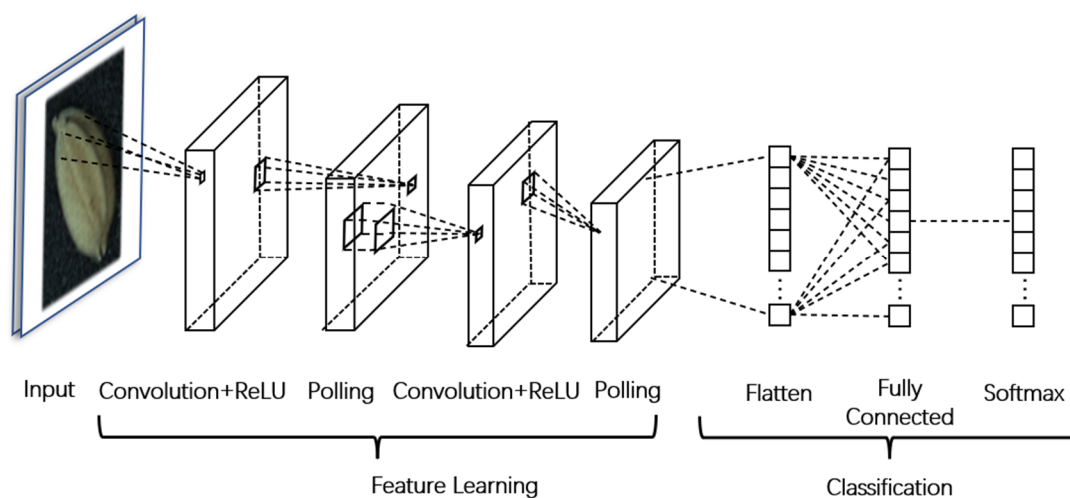 Input
Convolution+ReLU
Polling
Convolution+ReLU
Polling
Flatten
Fully
Connected
Softmax
Feature Learning
Classification